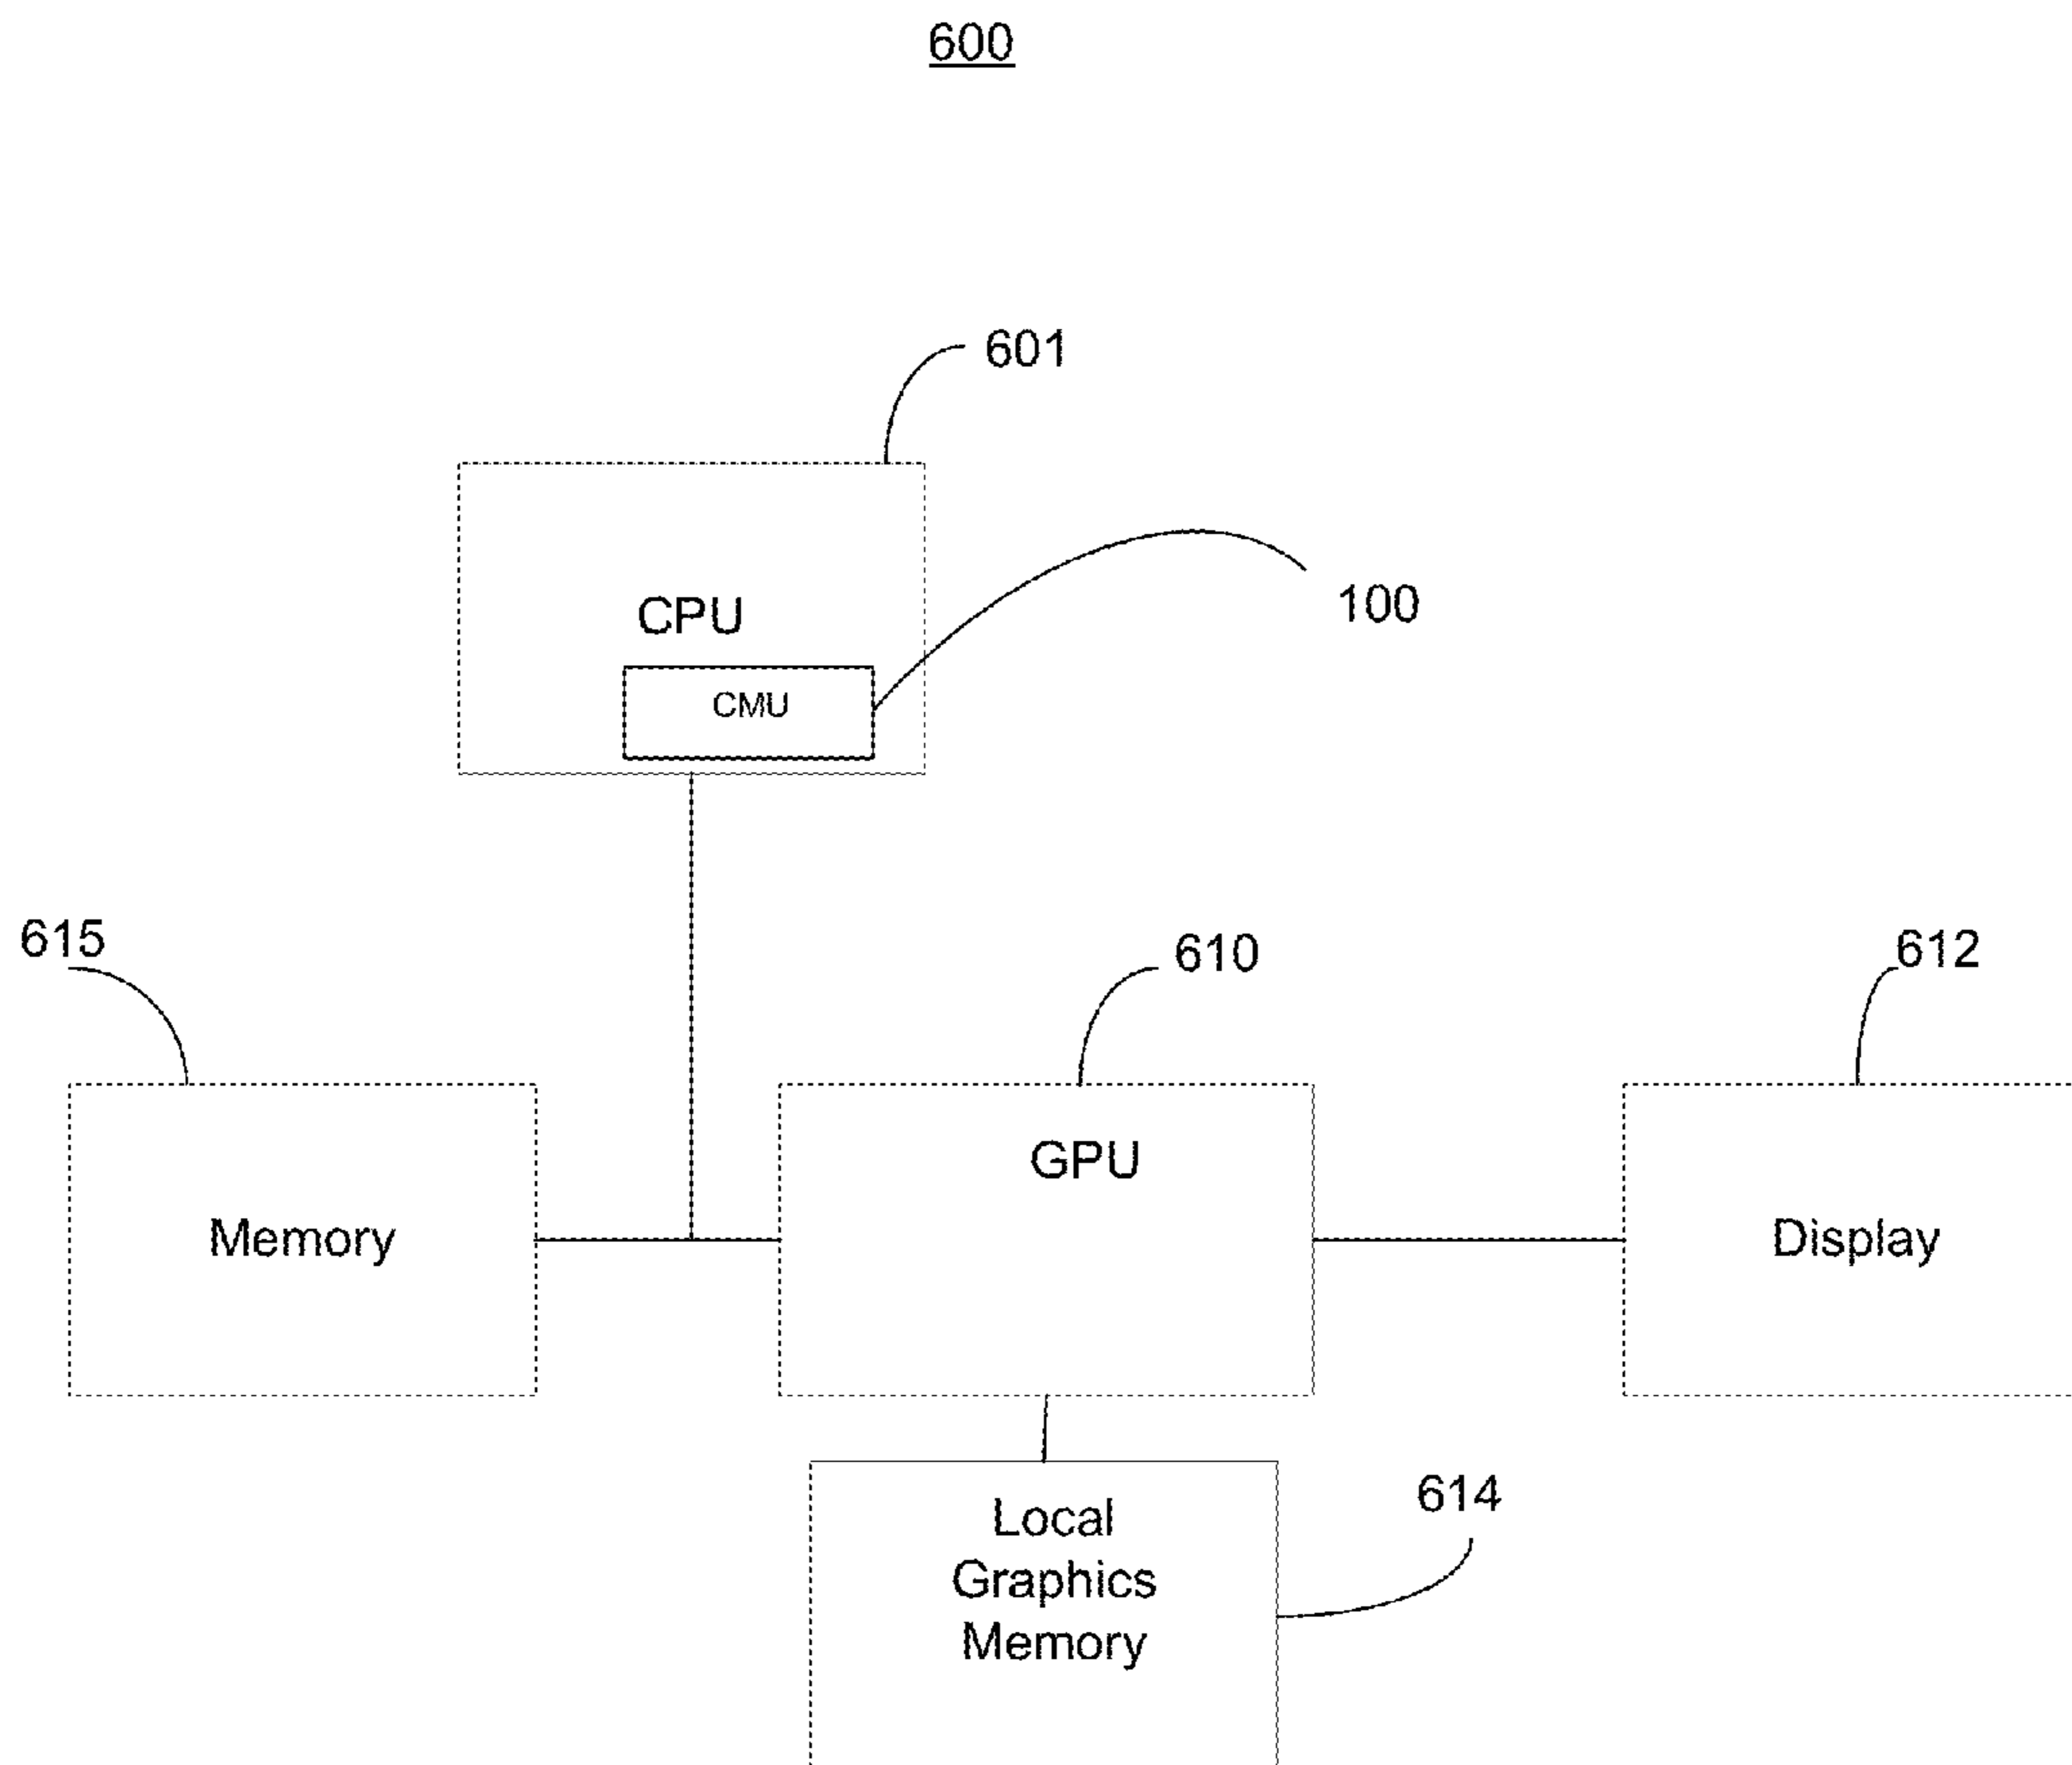 600
601
CPU
100
CMU
615
610
612
GPU
Memory
Display
Local
Graphics
Memory
614